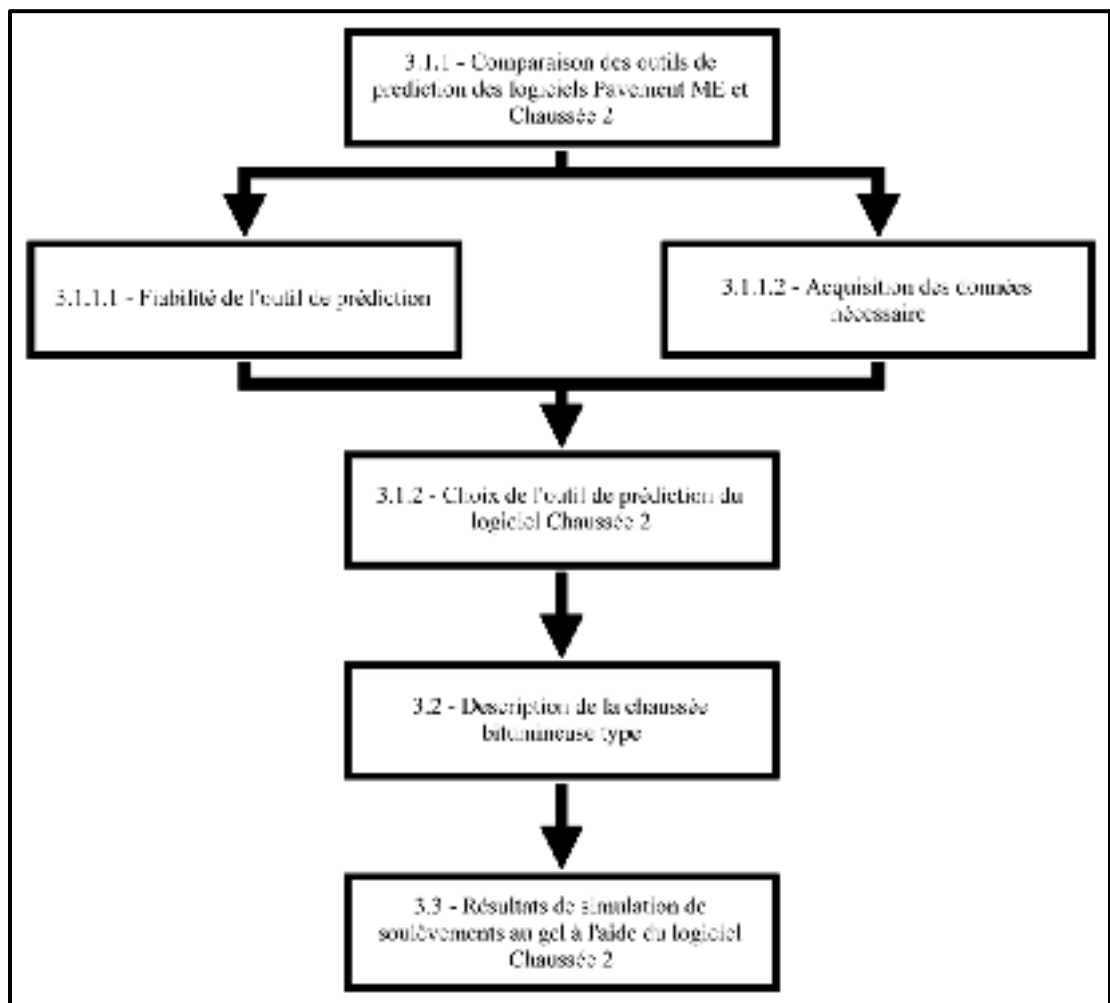 3.1.1 - Comparaison des outils de
prédiction des logiciels Pavement ME et
Chaussée 2
3.1.1.1 - Fiabilité de l'outil de prédiction
3.1.1.2 - Acquisition des données
nécessaire
3.1.2 - Choix de l'outil de prédiction du
logiciel Chaussée 2
3.2 - Description de la chaussée
bitumineuse type
3.3 - Résultats de simulation de
soulèvements au gel à l'aide du logiciel
Chaussée 2